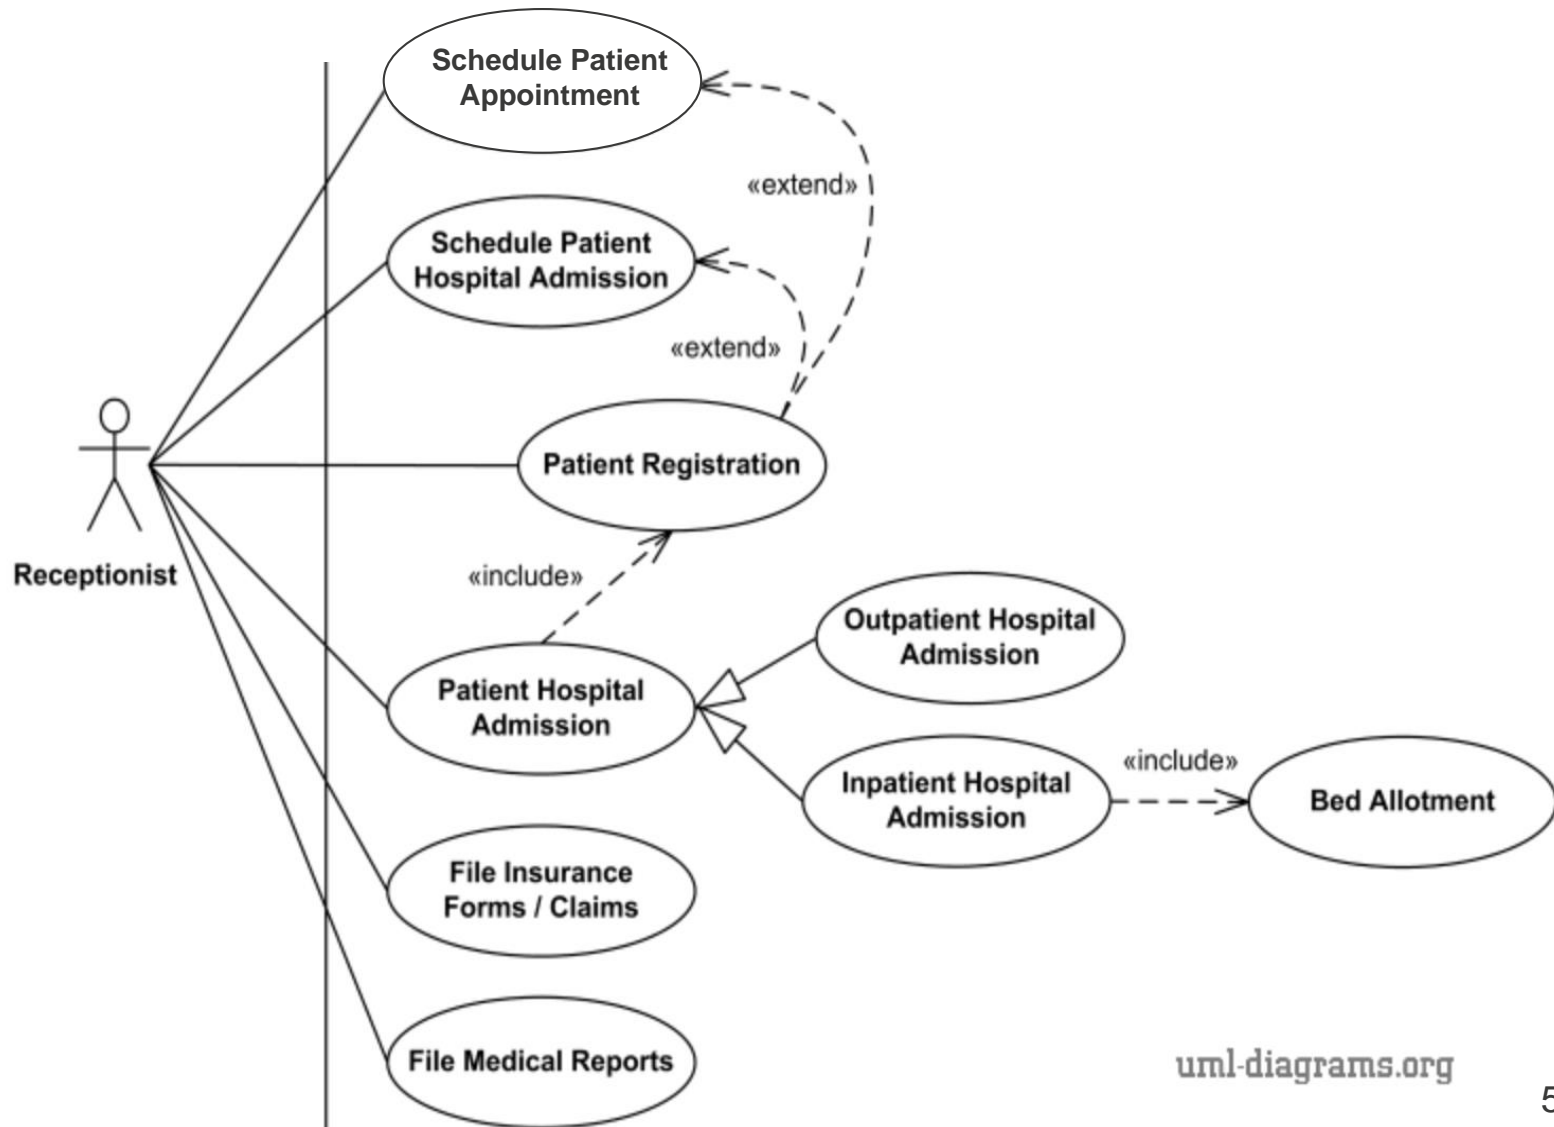 Schedule Patient
Appointment
«extend»
Schedule Patient
Hospital Admission
«extend»
Patient Registration
Receptionist
«include»
Outpatient Hospital
Admission
Patient Hospital
Admission
«include»
Inpatient Hospital
Admission
Bed Allotment
File Insurance
Forms / Claims
File Medical Reports
uml-diagrams.org
5